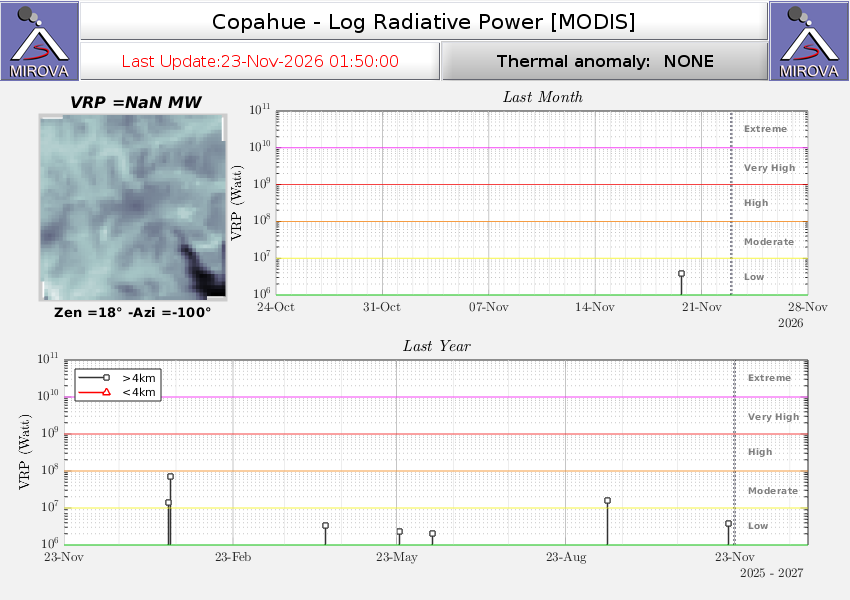 Copahue - Log Radiative Power [MODIS]
MIROVA
Last Update:23-Nov-2026 01:50:00
Thermal anomaly: NONE
MIROVA
VRP =NaN MW
Zen =18° -Azi =-100°
Last Month
VRP (Watt)
10^11
10^10
10^9
10^8
10^7
10^6
Extreme
Very High
High
Moderate
Low
24-Oct 31-Oct 07-Nov 14-Nov 21-Nov 28-Nov
2026
Last Year
VRP (Watt)
10^11
10^10
10^9
10^8
10^7
10^6
>4km
<4km
Extreme
Very High
High
Moderate
Low
23-Nov 23-Feb 23-May 23-Aug 23-Nov
2025 - 2027